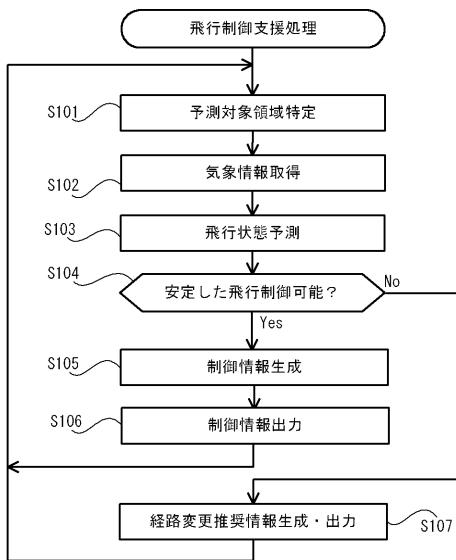 飛行制御支援処理
S101
予測対象領域特定
S102
気象情報取得
S103
飛行状態予測
S104
安定した飛行制御可能?
No
Yes
S105
制御情報生成
S106
制御情報出力
経路変更推奨情報生成・出力
S107